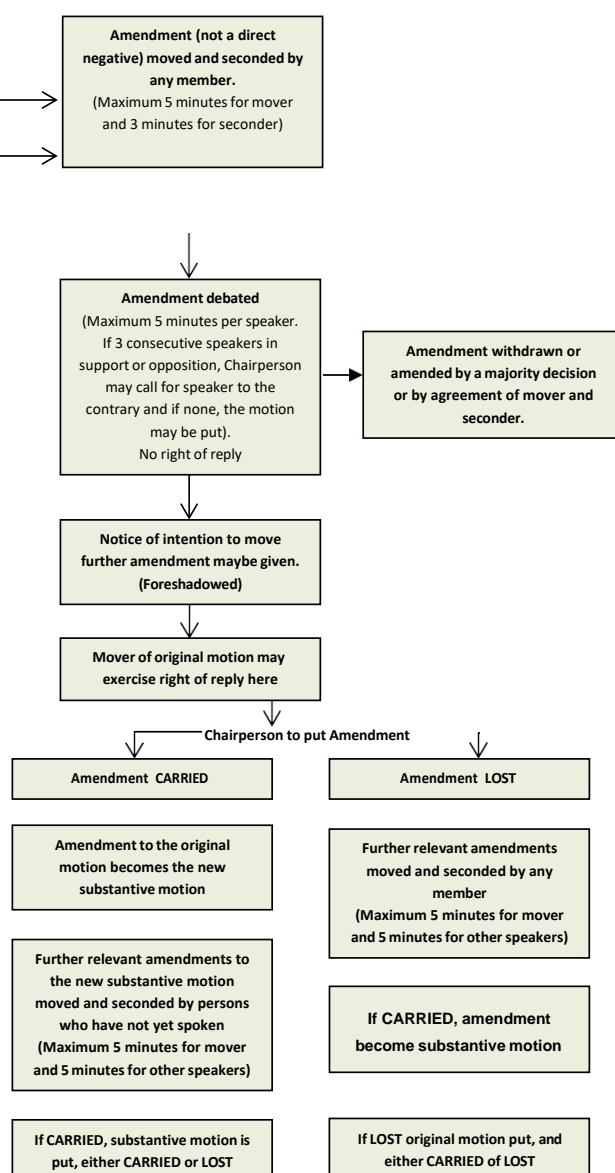 Amendment (not a direct
negative) moved and seconded by
any member.
(Maximum 5 minutes for mover
and 3 minutes for seconder)
Amendment debated
(Maximum 5 minutes per speaker.
If 3 consecutive speakers in
support or opposition, Chairperson
may call for speaker to the
contrary and if none, the motion
may be put).
No right of reply
Amendment withdrawn or
amended by a majority decision
or by agreement of mover and
seconder.
Notice of intention to move
further amendment maybe given.
(Foreshadowed)
Mover of original motion may
exercise right of reply here
Chairperson to put Amendment
Amendment CARRIED
Amendment to the original
motion becomes the new
substantive motion
Further relevant amendments to
the new substantive motion
moved and seconded by persons
who have not yet spoken
(Maximum 5 minutes for mover
and 5 minutes for other speakers)
If CARRIED, substantive motion is
put, either CARRIED or LOST
Amendment LOST
Further relevant amendments
moved and seconded by any
member
(Maximum 5 minutes for mover
and 5 minutes for other speakers)
If CARRIED, amendment
become substantive motion
If LOST original motion put, and
either CARRIED of LOST